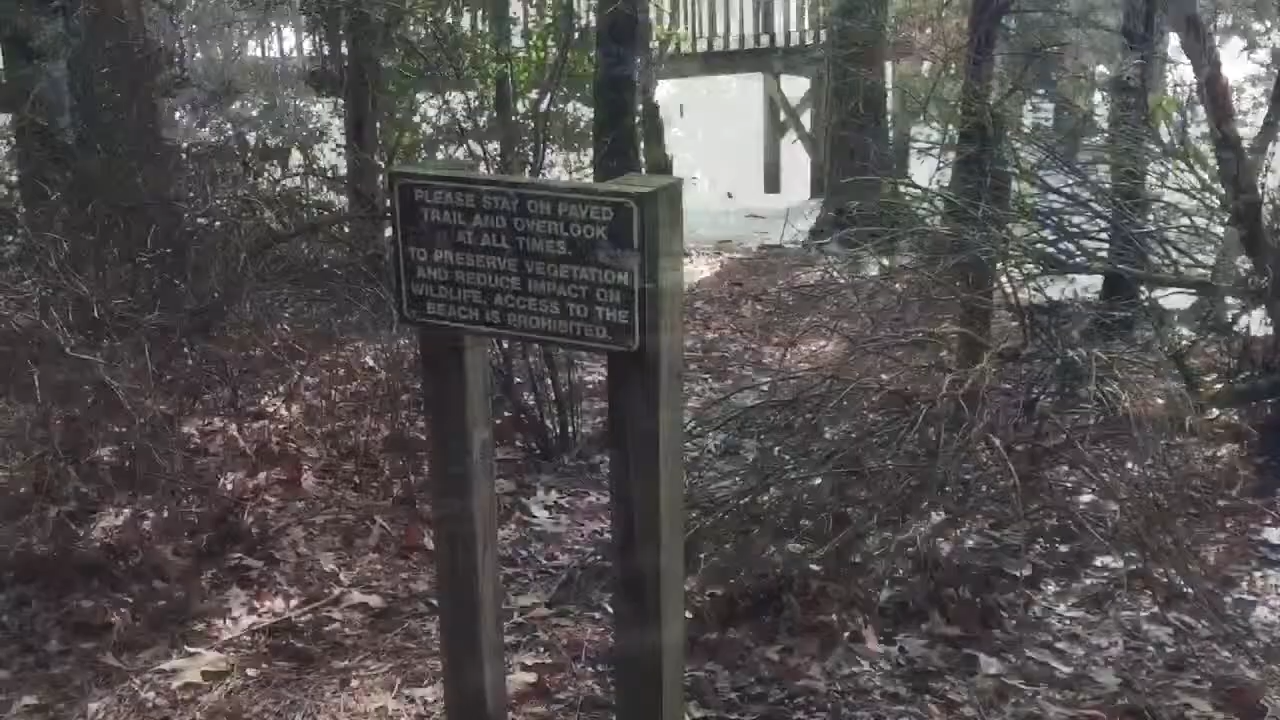 PLEASE STAY ON PAVED
TRAIL AND OVERLOOK
AT ALL TIMES.
TO PRESERVE VEGETATION
AND REDUCE IMPACT ON
WILDLIFE, ACCESS TO THE
BEACH IS PROHIBITED.